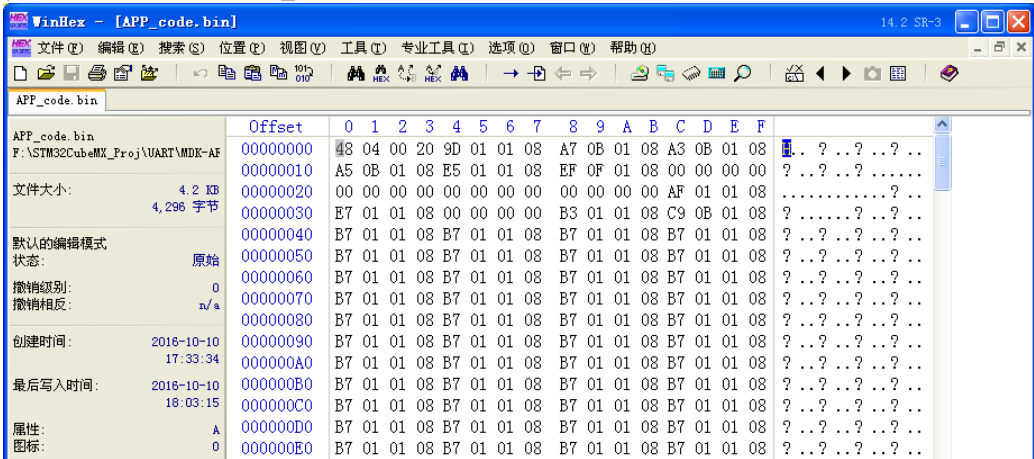 WinHex - [APP_code.bin] 14.2 SR-3
文件(F) 编辑(E) 搜索(S) 位置(P) 视图(V) 工具(T) 专业工具(I) 选项(O) 窗口(W) 帮助(H)
APP_code.bin
APP_code.bin
F:\STM32CubeMX_Proj\UART\MDK-AF
文件大小: 4.2 KB
4,296 字节
默认的编辑模式
状态: 原始
撤销级别: 0
撤销相反: n/a
创建时间: 2016-10-10
17:33:34
最后写入时间: 2016-10-10
18:03:15
属性: A
图标: 0
Offset 0 1 2 3 4 5 6 7 8 9 A B C D E F
00000000 48 04 00 20 9D 01 01 08 A7 0B 01 08 A3 0B 01 08 H.. ?..?..?..
00000010 A5 0B 01 08 E5 01 01 08 EF 0F 01 08 00 00 00 00 ?..?..?......
00000020 00 00 00 00 00 00 00 00 00 00 00 00 AF 01 01 08 ............?..
00000030 E7 01 01 08 00 00 00 00 B3 01 01 08 C9 0B 01 08 ?......?..?..
00000040 B7 01 01 08 B7 01 01 08 B7 01 01 08 B7 01 01 08 ?..?..?..?..
00000050 B7 01 01 08 B7 01 01 08 B7 01 01 08 B7 01 01 08 ?..?..?..?..
00000060 B7 01 01 08 B7 01 01 08 B7 01 01 08 B7 01 01 08 ?..?..?..?..
00000070 B7 01 01 08 B7 01 01 08 B7 01 01 08 B7 01 01 08 ?..?..?..?..
00000080 B7 01 01 08 B7 01 01 08 B7 01 01 08 B7 01 01 08 ?..?..?..?..
00000090 B7 01 01 08 B7 01 01 08 B7 01 01 08 B7 01 01 08 ?..?..?..?..
000000A0 B7 01 01 08 B7 01 01 08 B7 01 01 08 B7 01 01 08 ?..?..?..?..
000000B0 B7 01 01 08 B7 01 01 08 B7 01 01 08 B7 01 01 08 ?..?..?..?..
000000C0 B7 01 01 08 B7 01 01 08 B7 01 01 08 B7 01 01 08 ?..?..?..?..
000000D0 B7 01 01 08 B7 01 01 08 B7 01 01 08 B7 01 01 08 ?..?..?..?..
000000E0 B7 01 01 08 B7 01 01 08 B7 01 01 08 B7 01 01 08 ?..?..?..?..